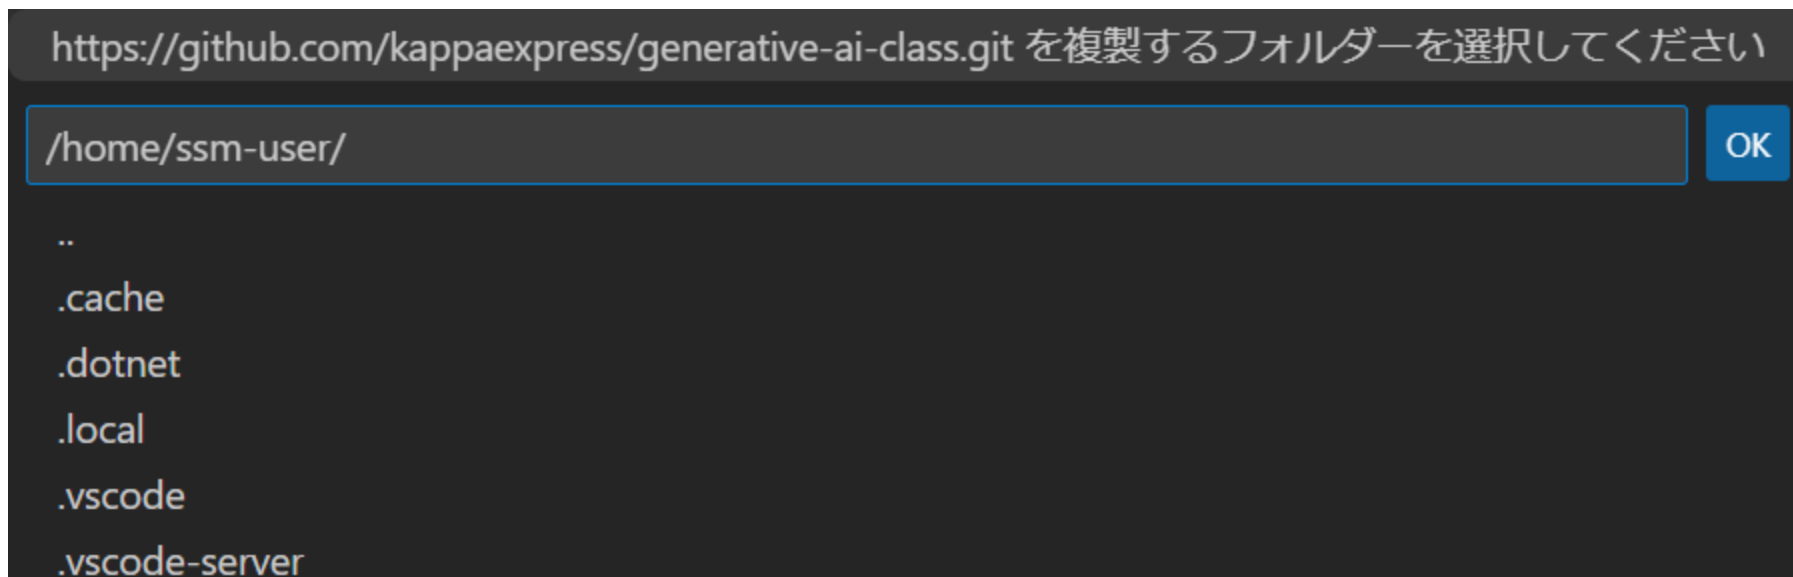 https://github.com/kappaexpress/generative-ai-class.git を複製するフォルダーを選択してください
/home/ssm-user/
OK
..
.cache
.dotnet
.local
.vscode
.vscode-server